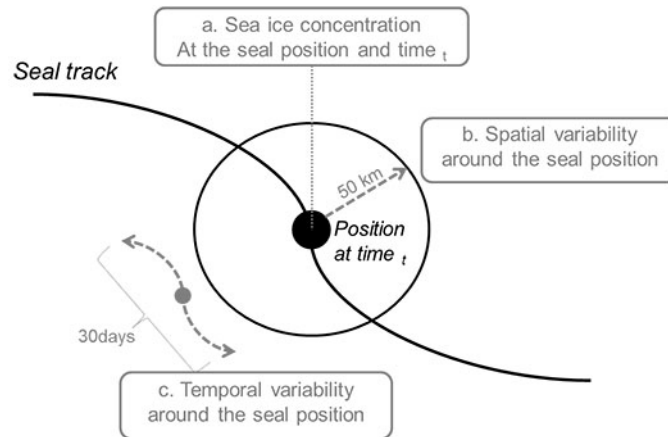 a. Sea ice concentration
At the seal position and time t
Seal track
b. Spatial variability
around the seal position
50 km
Position
at time t
30days
c. Temporal variability
around the seal position